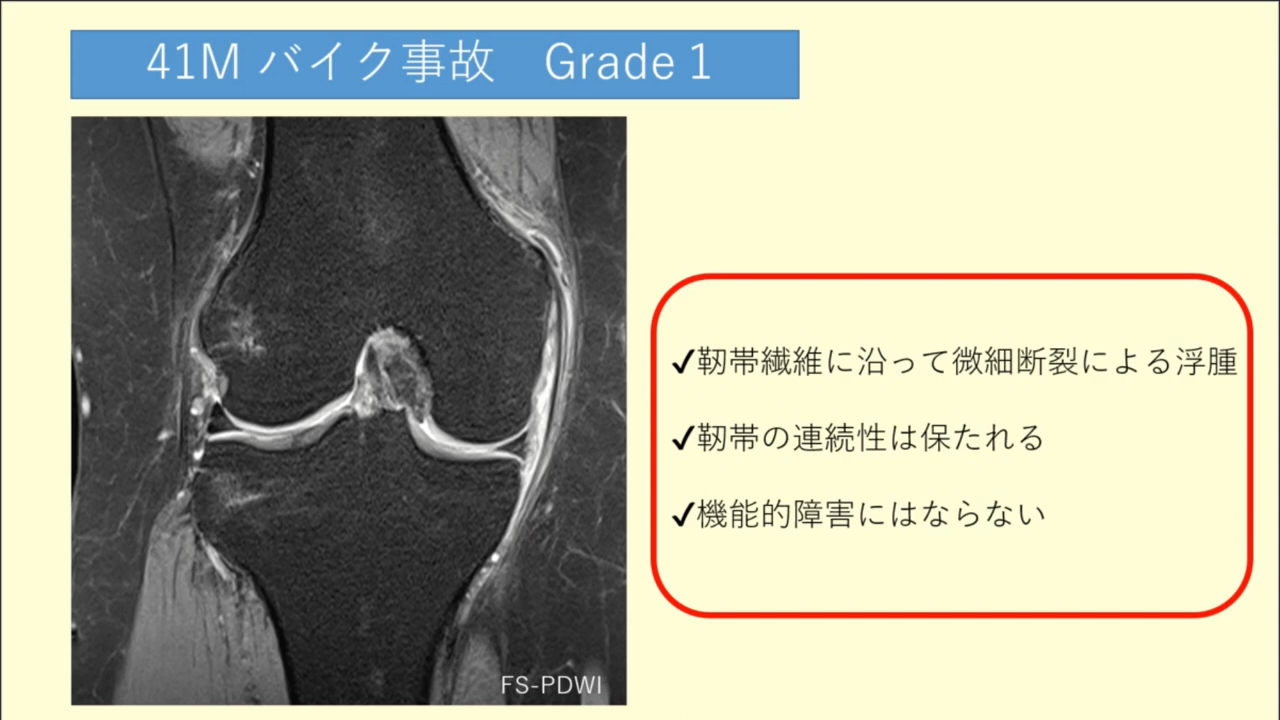 41M バイク事故　Grade 1
✓靭帯繊維に沿って微細断裂による浮腫
✓靭帯の連続性は保たれる
✓機能的障害にはならない
FS-PDWI